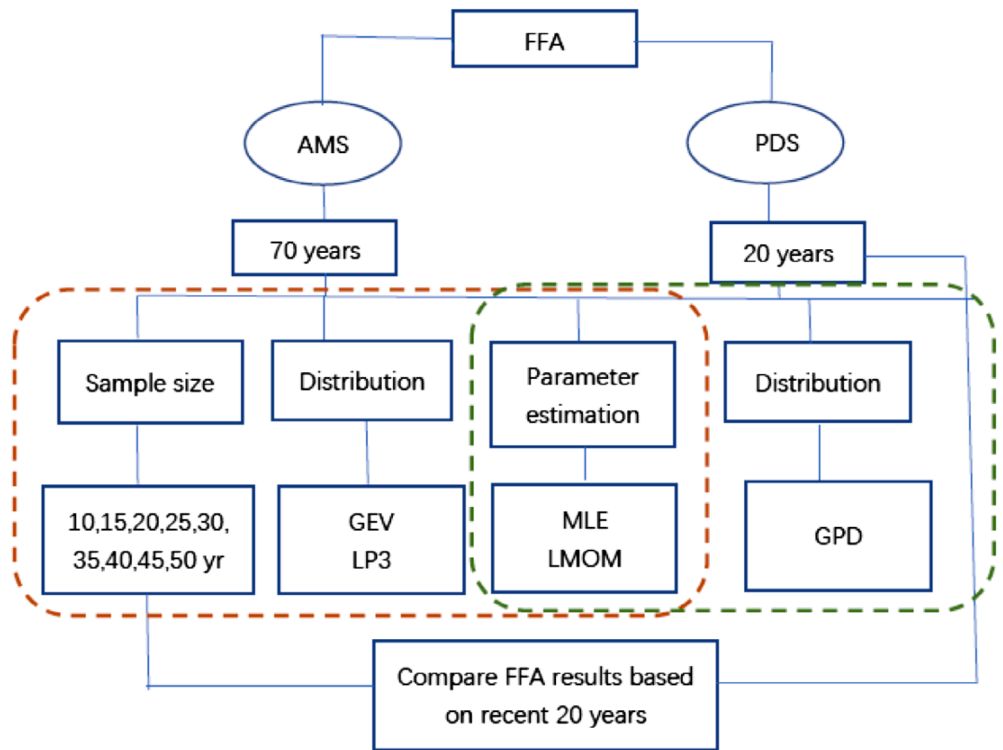 FFA
AMS
PDS
70 years
20 years
Sample size
Distribution
Parameter
estimation
Distribution
10,15,20,25,30,
35,40,45,50 yr
GEV
LP3
MLE
LMOM
GPD
Compare FFA results based
on recent 20 years